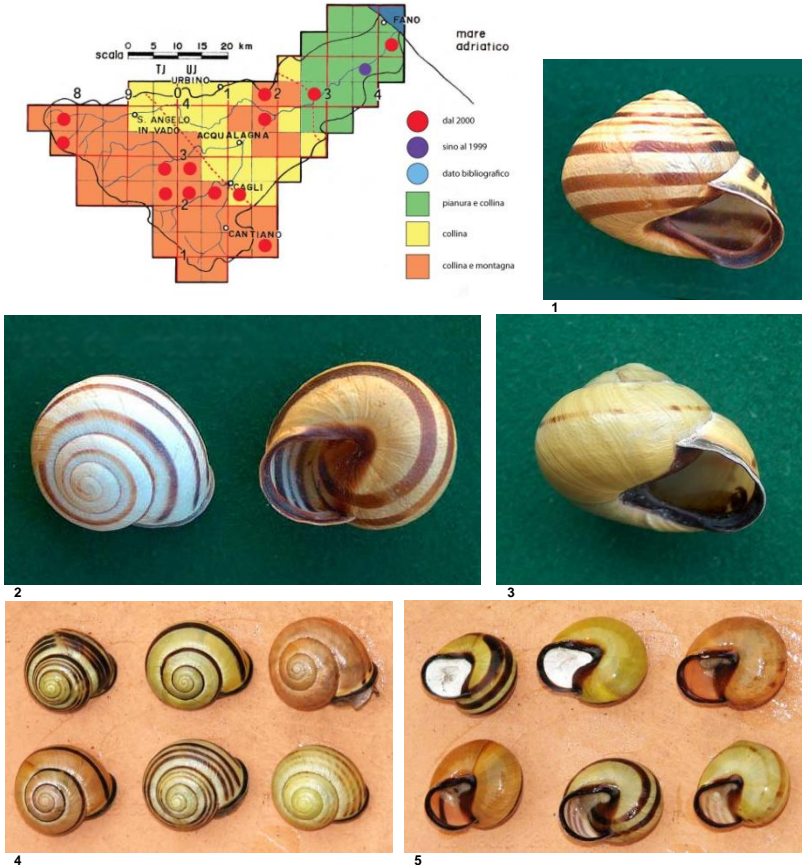 FANO
mare
adriatico
scala 0 5 10 15 20 km
TJ UJ
URBINO
8 9 0 1 2 3 4
4
S. ANGELO
IN VADO
ACQUALAGNA
3
CAGLI
2
CANTIANO
1
dal 2000
sino al 1999
dato bibliografico
pianura e collina
collina
collina e montagna
1
2
3
4
5